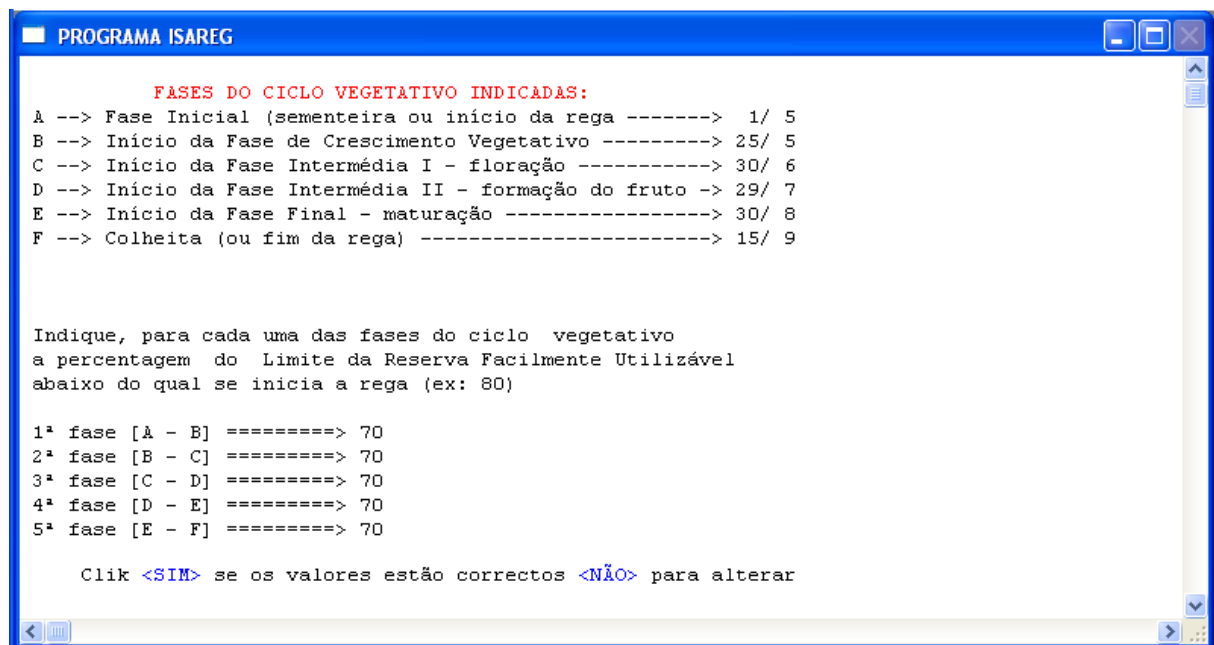 PROGRAMA ISAREG
FASES DO CICLO VEGETATIVO INDICADAS:
A --> Fase Inicial (sementeira ou início da rega -------> 1/ 5
B --> Início da Fase de Crescimento Vegetativo ---------> 25/ 5
C --> Início da Fase Intermédia I - floração -----------> 30/ 6
D --> Início da Fase Intermédia II - formação do fruto -> 29/ 7
E --> Início da Fase Final - maturação -----------------> 30/ 8
F --> Colheita (ou fim da rega) ------------------------> 15/ 9
Indique, para cada uma das fases do ciclo  vegetativo
a percentagem  do  Limite da Reserva Facilmente Utilizável
abaixo do qual se inicia a rega (ex: 80)
1ª fase [A - B] =========> 70
2ª fase [B - C] =========> 70
3ª fase [C - D] =========> 70
4ª fase [D - E] =========> 70
5ª fase [E - F] =========> 70
Clik <SIM> se os valores estão correctos <NÃO> para alterar